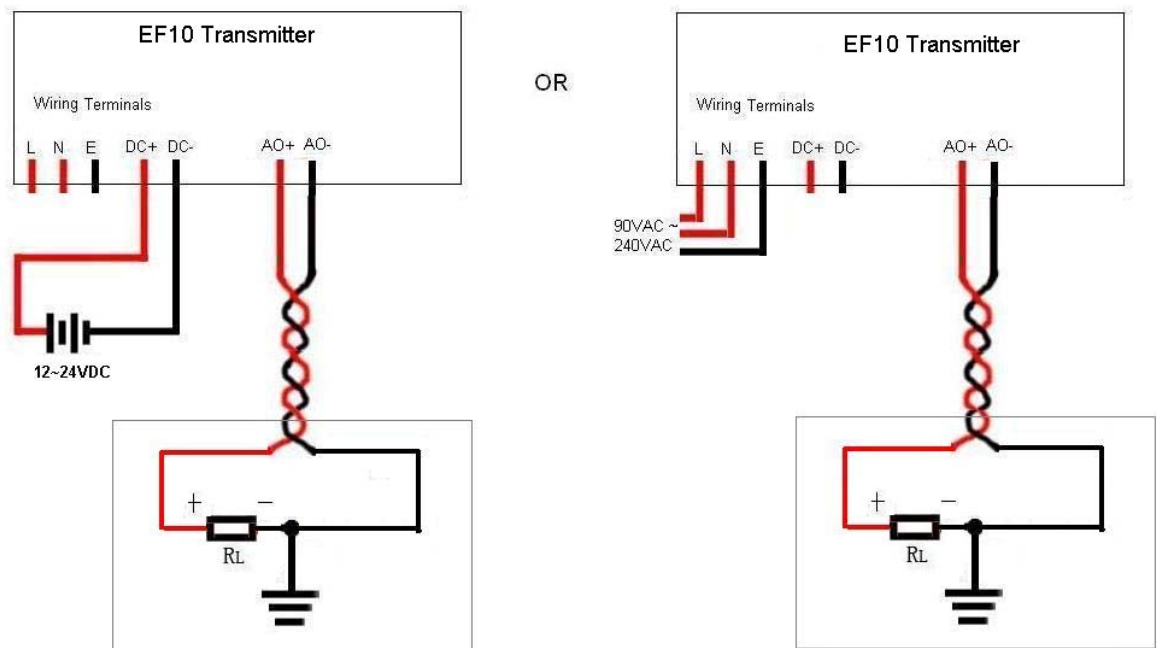 EF10 Transmitter
Wiring Terminals
L N E DC+ DC- AO+ AO-
12~24VDC
+ −
RL
OR
EF10 Transmitter
Wiring Terminals
L N E DC+ DC- AO+ AO-
90VAC ~
240VAC
+ −
RL